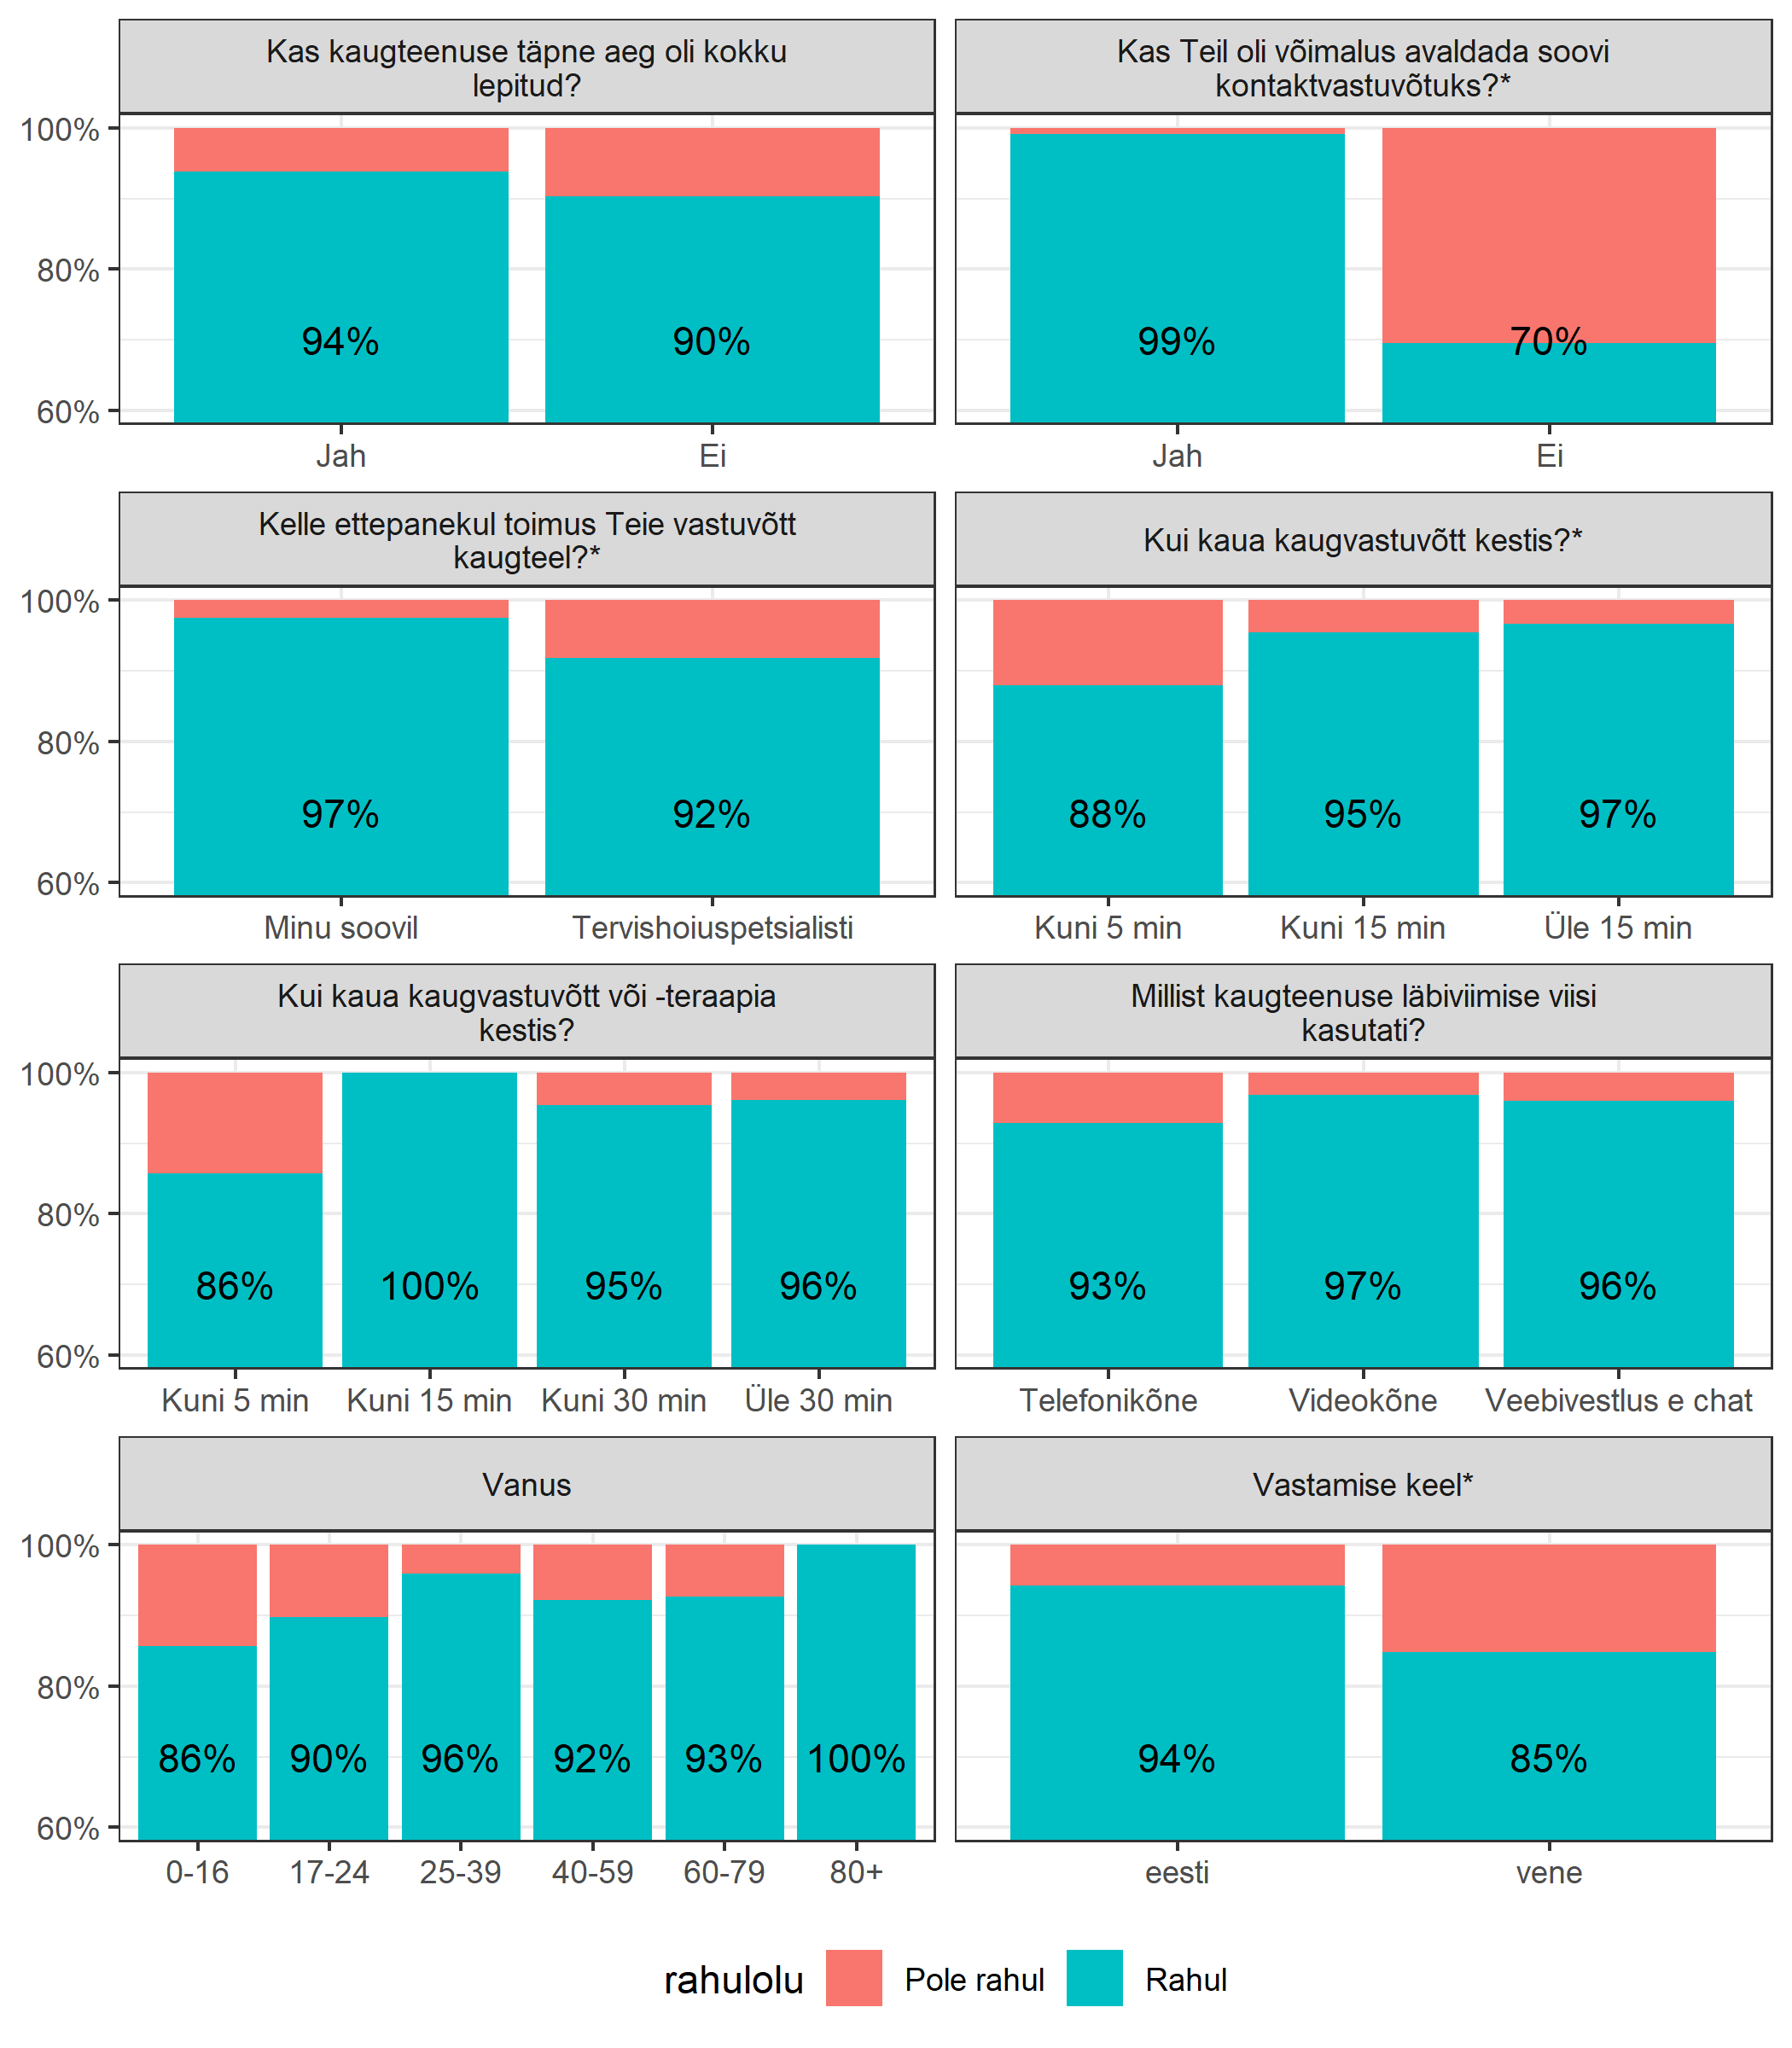 Kas kaugteenuse täpne aeg oli kokku
lepitud?
Kas Teil oli võimalus avaldada soovi
kontaktvastuvõtuks?*
100%
80%
60%
94%
90%
99%
70%
Jah
Ei
Jah
Ei
Kelle ettepanekul toimus Teie vastuvõtt
kaugteel?*
Kui kaua kaugvastuvõtt kestis?*
100%
80%
60%
97%
92%
88%
95%
97%
Minu soovil
Tervishoiuspetsialisti
Kuni 5 min
Kuni 15 min
Üle 15 min
Kui kaua kaugvastuvõtt või -teraapia
kestis?
Millist kaugteenuse läbiviimise viisi
kasutati?
100%
80%
60%
86%
100%
95%
96%
93%
97%
96%
Kuni 5 min
Kuni 15 min
Kuni 30 min
Üle 30 min
Telefonikõne
Videokõne
Veebivestlus e chat
Vanus
Vastamise keel*
100%
80%
60%
86%
90%
96%
92%
93%
100%
94%
85%
0-16
17-24
25-39
40-59
60-79
80+
eesti
vene
rahulolu
Pole rahul
Rahul